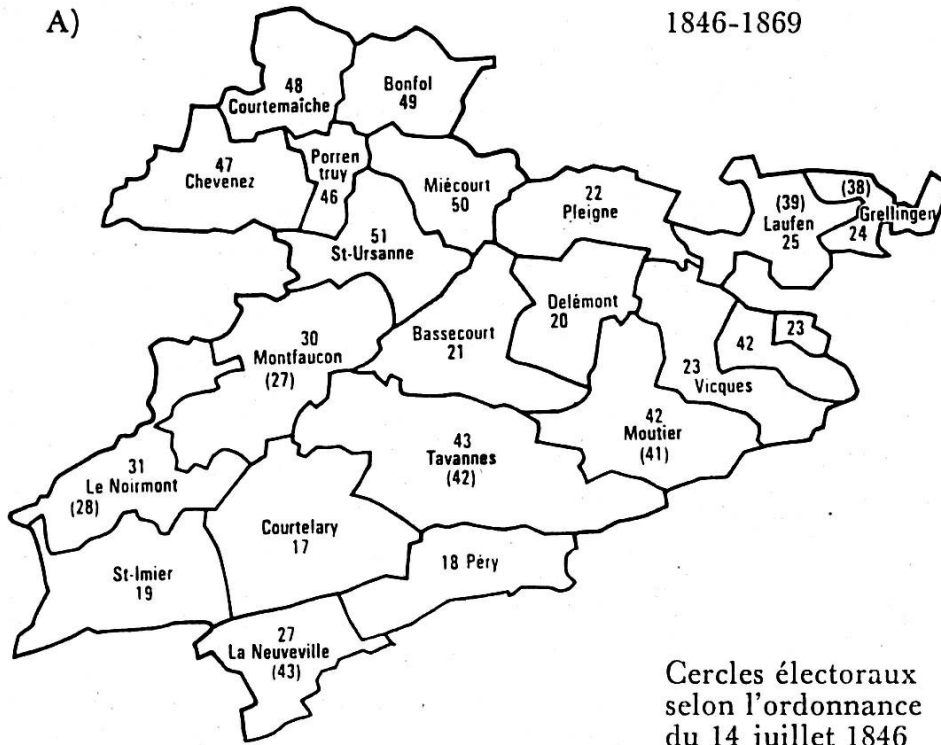 A)
1846-1869
48
Courtemaîche
Bonfol
49
47
Chevenez
Porren
truy
46
Miécourt
50
22
Pleigne
(39)
Laufen
25
(38)
Grellingen
24
51
St-Ursanne
Delémont
20
Bassecourt
21
30
Montfaucon
(27)
23
Vicques
42
23
42
Moutier
(41)
43
Tavannes
(42)
31
Le Noirmont
(28)
Courtelary
17
18 Péry
St-Imier
19
27
La Neuveville
(43)
Cercles électoraux
selon l'ordonnance
du 14 juillet 1846